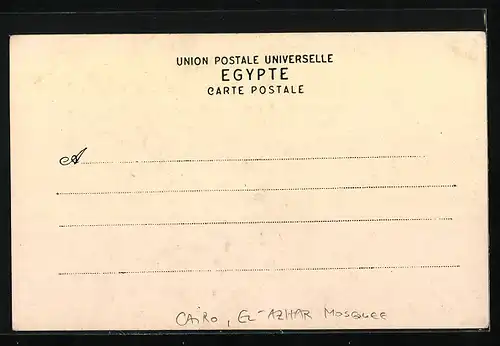 UNION POSTALE UNIVERSELLE
EGYPTE
CARTE POSTALE
A
CAIRO, EL-AZHAR MOSQUEE